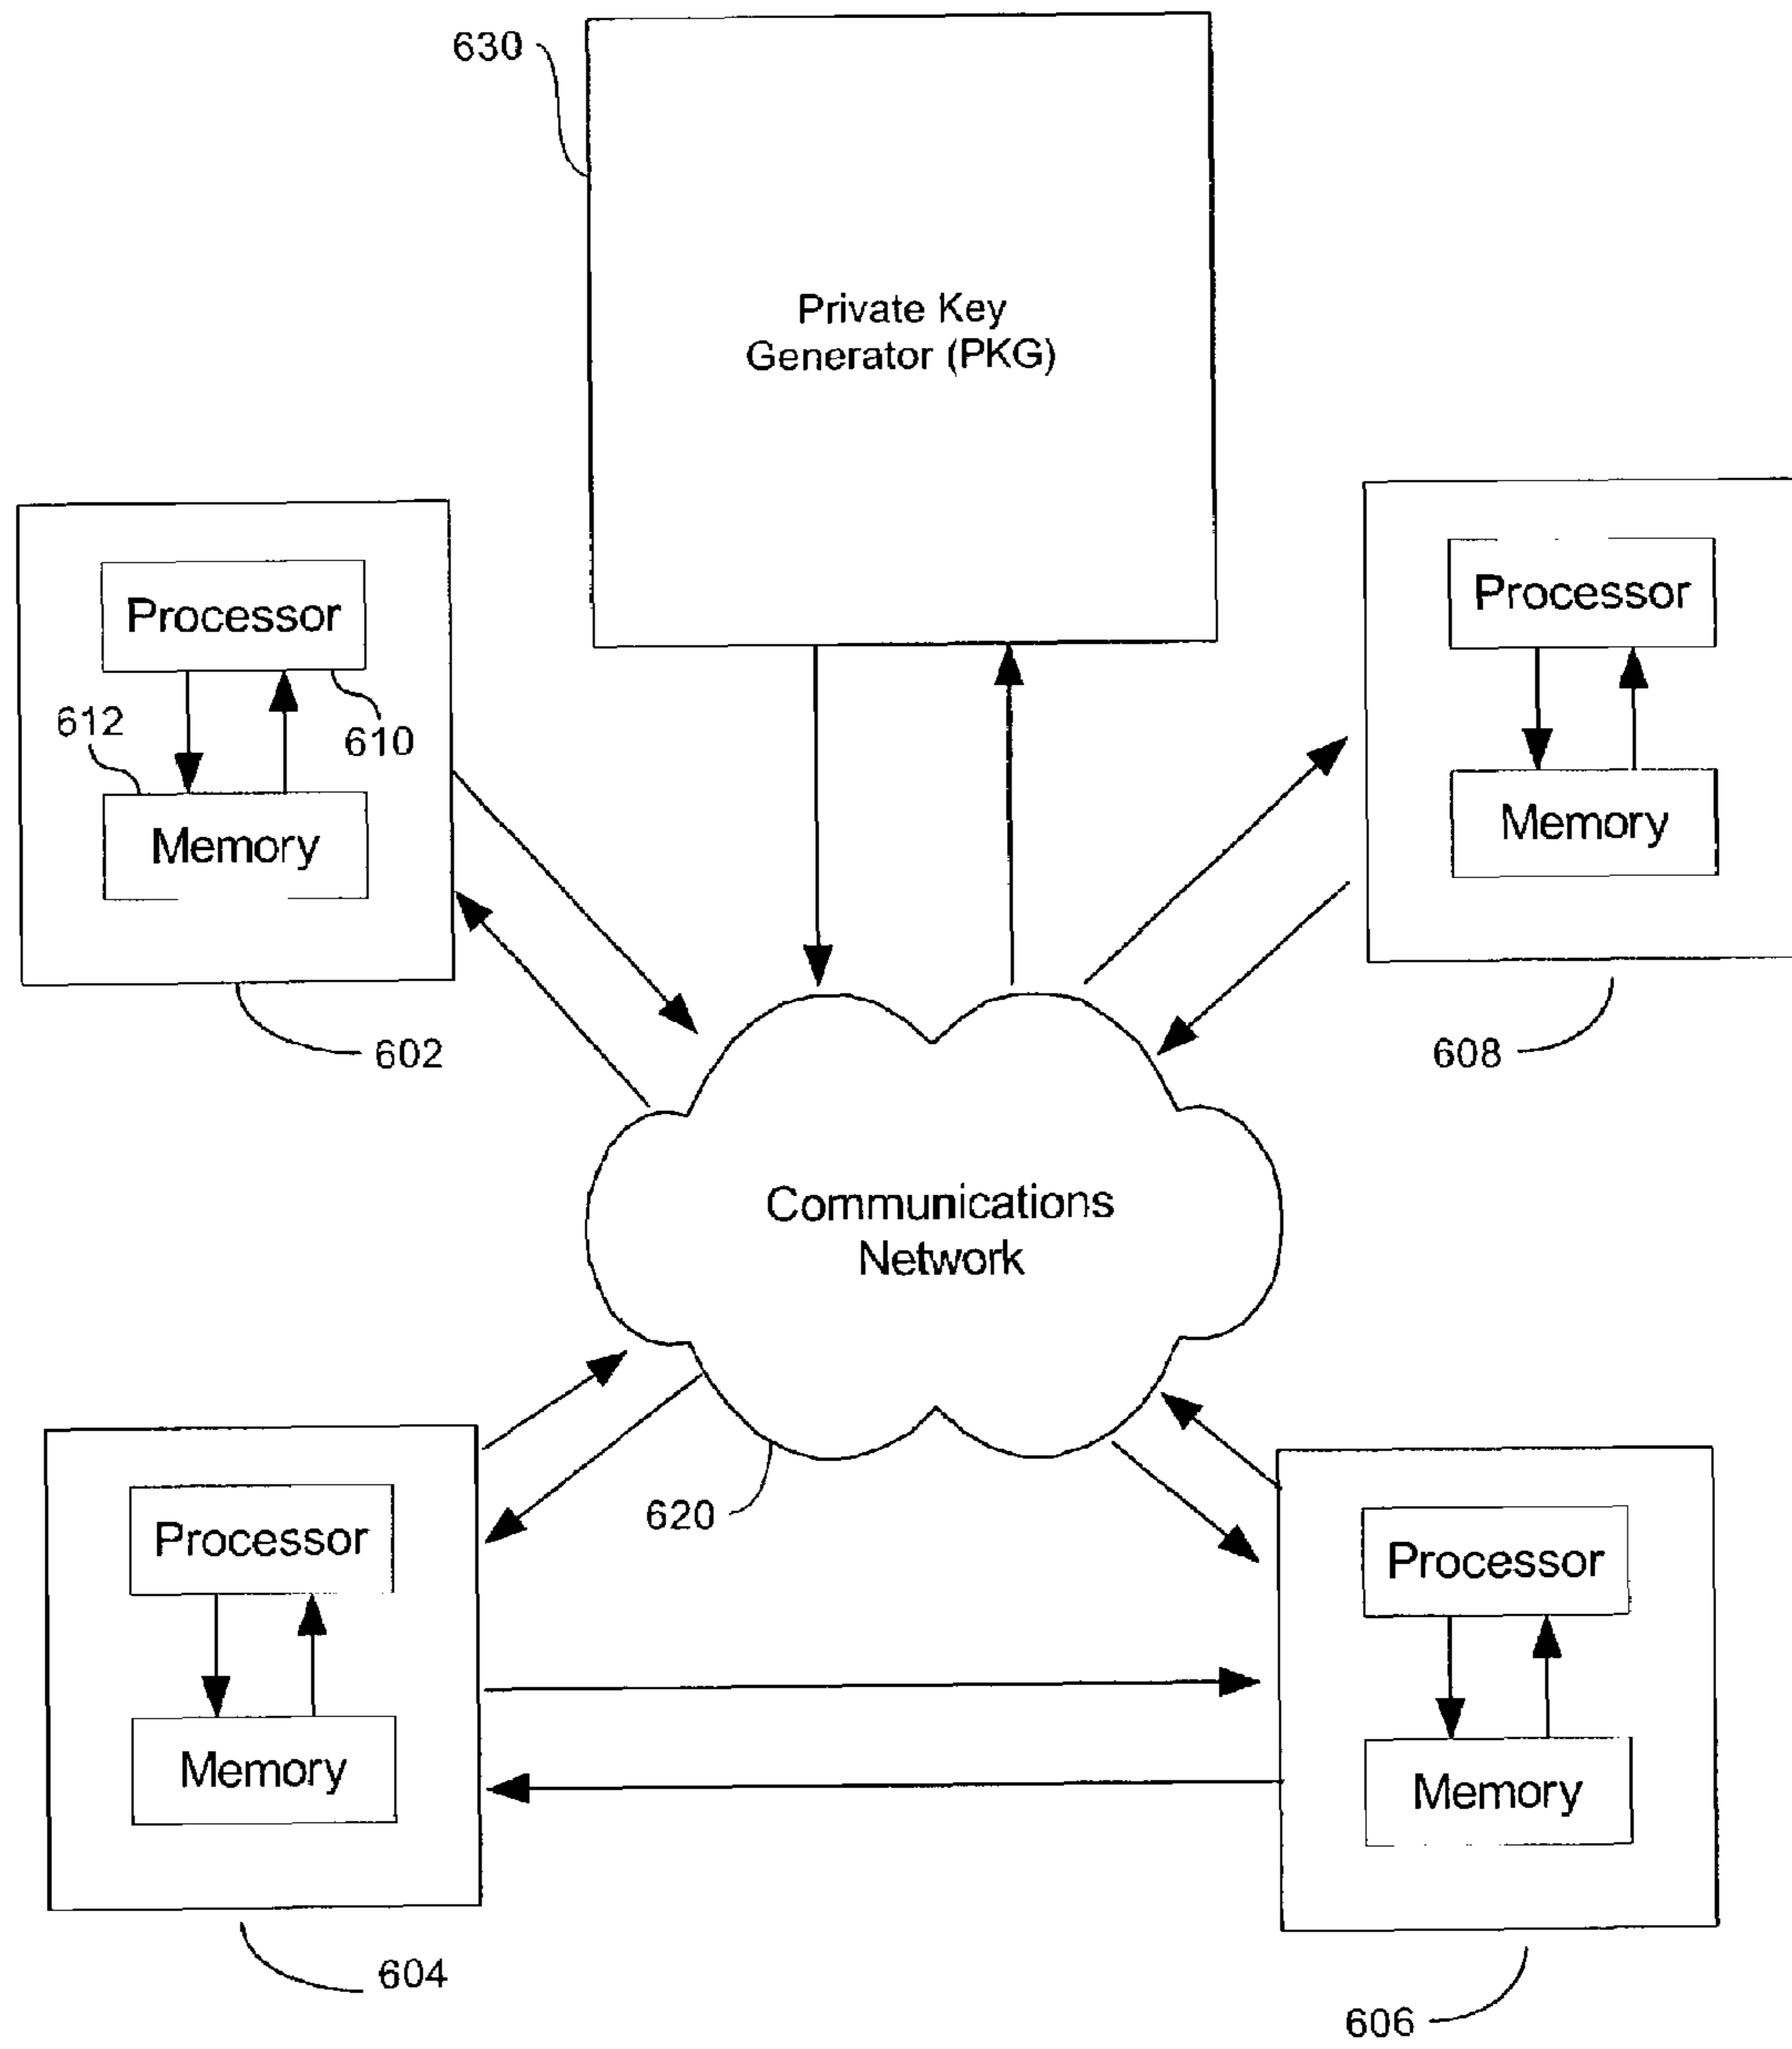 630
Private Key
Generator (PKG)
Processor
610
612
Memory
602
Processor
Memory
608
Communications
Network
620
Processor
Memory
604
Processor
Memory
606